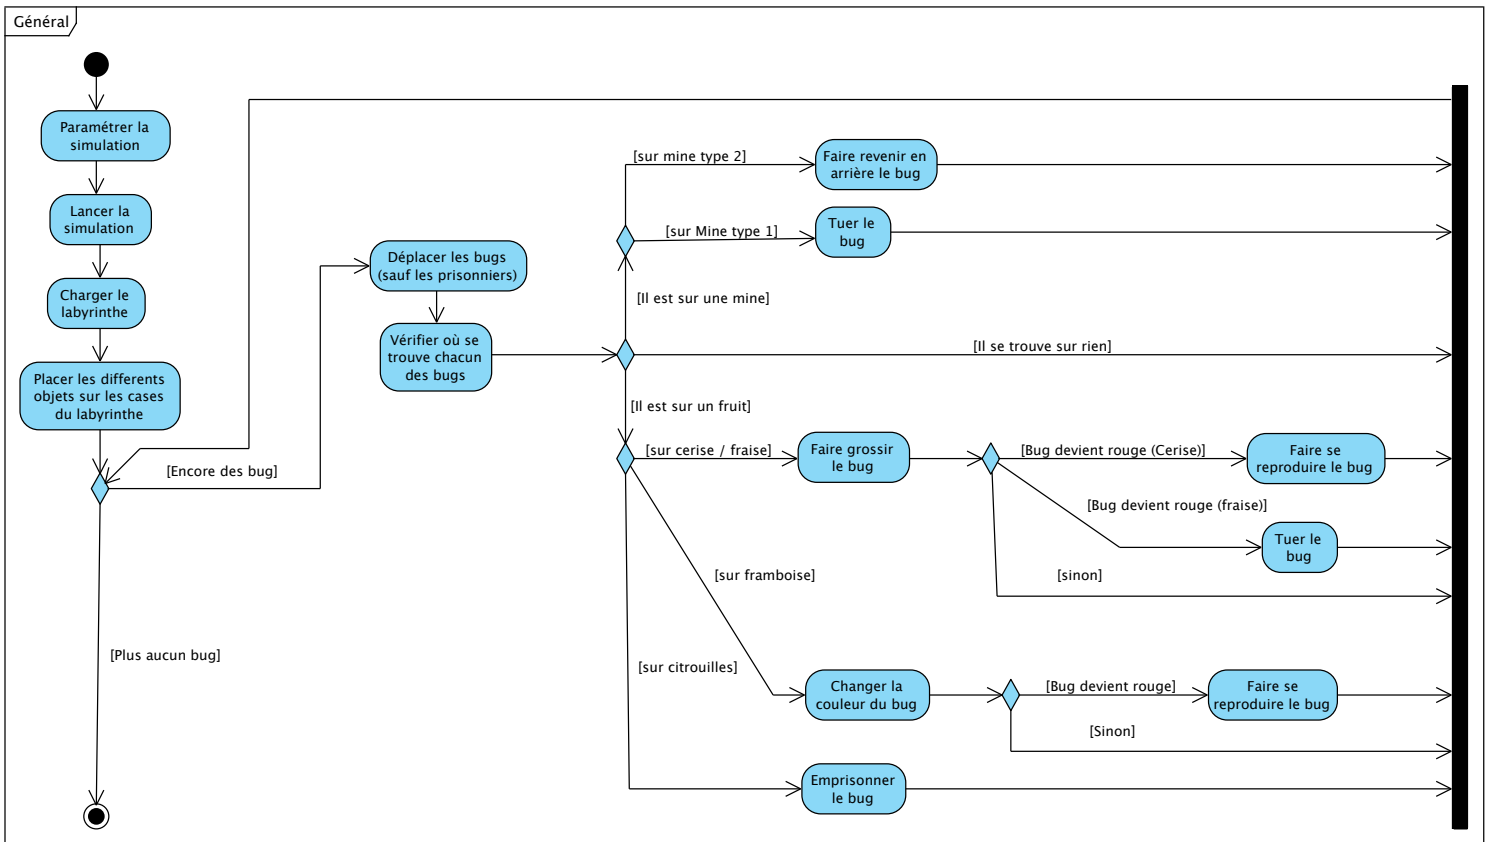 Général
Paramétrer la
simulation
Lancer la
simulation
Charger le
labyrinthe
Placer les differents
objets sur les cases
du labyrinthe
[Encore des bug]
[Plus aucun bug]
Déplacer les bugs
(sauf les prisonniers)
Vérifier où se
trouve chacun
des bugs
[sur mine type 2]
Faire revenir en
arrière le bug
[sur Mine type 1]
Tuer le
bug
[Il est sur une mine]
[Il se trouve sur rien]
[Il est sur un fruit]
[sur cerise / fraise]
Faire grossir
le bug
[Bug devient rouge (Cerise)]
Faire se
reproduire le bug
[Bug devient rouge (fraise)]
Tuer le
bug
[sinon]
[sur framboise]
[sur citrouilles]
Changer la
couleur du bug
[Bug devient rouge]
Faire se
reproduire le bug
[Sinon]
Emprisonner
le bug